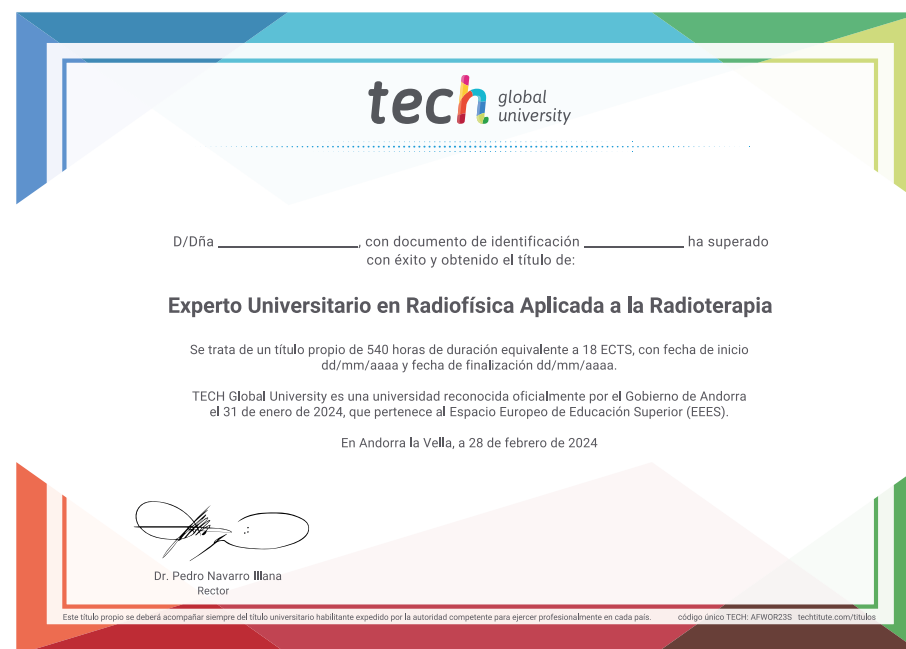 tech global university
D/Dña ____________________, con documento de identificación ______________ ha superado
con éxito y obtenido el título de:
Experto Universitario en Radiofísica Aplicada a la Radioterapia
Se trata de un título propio de 540 horas de duración equivalente a 18 ECTS, con fecha de inicio
dd/mm/aaaa y fecha de finalización dd/mm/aaaa.
TECH Global University es una universidad reconocida oficialmente por el Gobierno de Andorra
el 31 de enero de 2024, que pertenece al Espacio Europeo de Educación Superior (EEES).
En Andorra la Vella, a 28 de febrero de 2024
Dr. Pedro Navarro Illana
Rector
Este título propio se deberá acompañar siempre del título universitario habilitante expedido por la autoridad competente para ejercer profesionalmente en cada país. código único TECH: AFWOR23S techtitute.com/titulos